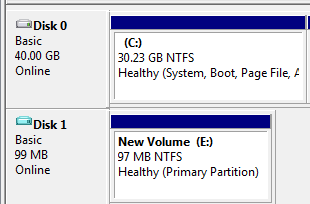 Disk 0
Basic
40.00 GB
Online
(C:)
30.23 GB NTFS
Healthy (System, Boot, Page File, A
Disk 1
Basic
99 MB
Online
New Volume (E:)
97 MB NTFS
Healthy (Primary Partition)